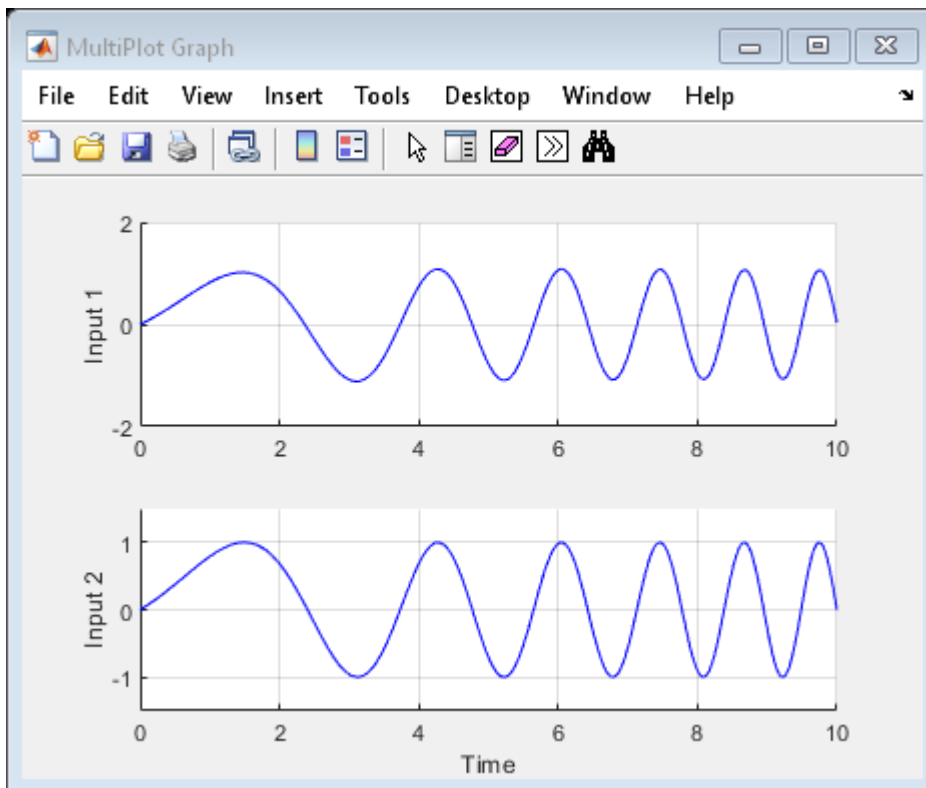 MultiPlot Graph
File Edit View Insert Tools Desktop Window Help
2
0
-2
Input 1
0 2 4 6 8 10
1
0
-1
Input 2
0 2 4 6 8 10
Time